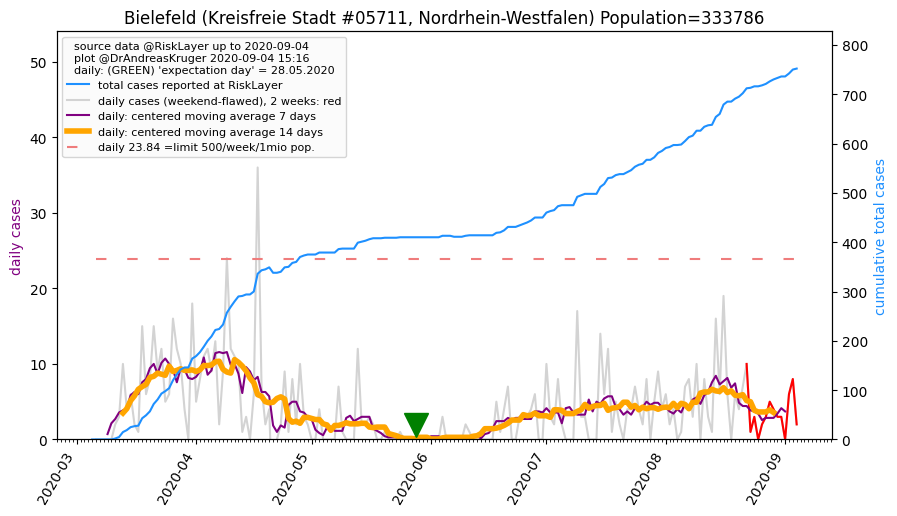 Bielefeld (Kreisfreie Stadt #05711, Nordrhein-Westfalen) Population=333786
source data @RiskLayer up to 2020-09-04
plot @DrAndreasKruger 2020-09-04 15:16
daily: (GREEN) 'expectation day' = 28.05.2020
total cases reported at RiskLayer
daily cases (weekend-flawed), 2 weeks: red
daily: centered moving average 7 days
daily: centered moving average 14 days
daily 23.84 =limit 500/week/1mio pop.
daily cases
50
40
30
20
10
0
cumulative total cases
800
700
600
500
400
300
200
100
0
2020-03
2020-04
2020-05
2020-06
2020-07
2020-08
2020-09